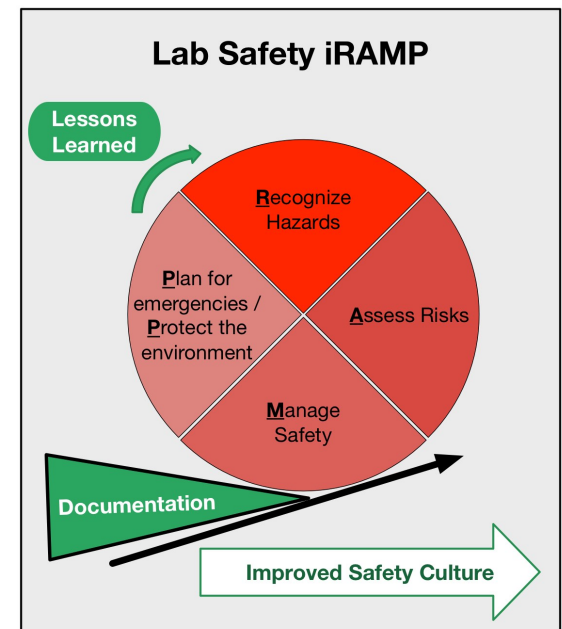 Lab Safety iRAMP
Lessons
Learned
Recognize
Hazards
Plan for
emergencies /
Protect the
environment
Assess Risks
Manage
Safety
Documentation
Improved Safety Culture